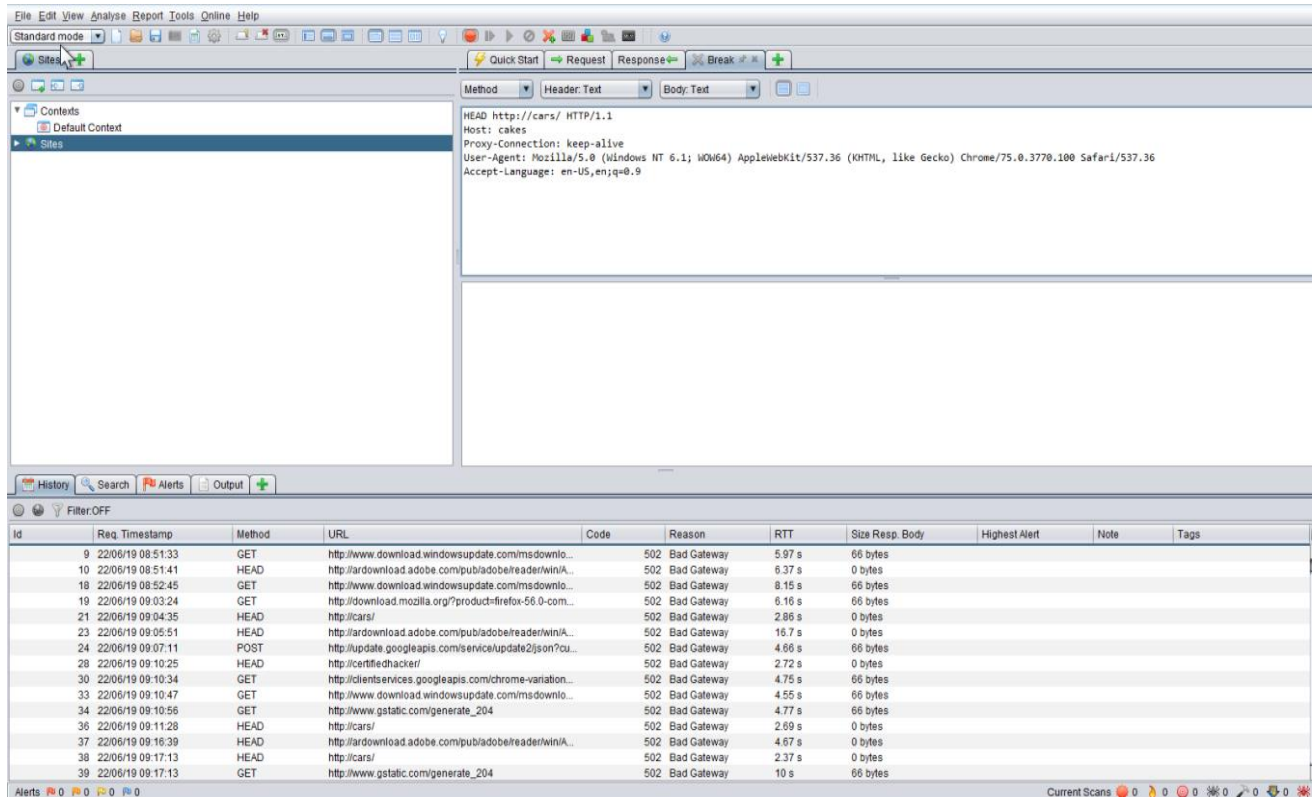 File Edit View Analyse Report Tools Online Help
Standard mode
Sites
Quick Start Request Response Break
Method Header: Text Body: Text
Contexts
Default Context
Sites
HEAD http://cars/ HTTP/1.1
Host: cakes
Proxy-Connection: keep-alive
User-Agent: Mozilla/5.0 (Windows NT 6.1; WOW64) AppleWebKit/537.36 (KHTML, like Gecko) Chrome/75.0.3770.100 Safari/537.36
Accept-Language: en-US,en;q=0.9
History Search Alerts Output
Filter:OFF
Id Req. Timestamp Method URL Code Reason RTT Size Resp. Body Highest Alert Note Tags
9 22/06/19 08:51:33 GET http://www.download.windowsupdate.com/msdownlo... 502 Bad Gateway 5.97 s 66 bytes
10 22/06/19 08:51:41 HEAD http://ardownload.adobe.com/pub/adobe/reader/win/A... 502 Bad Gateway 6.37 s 0 bytes
18 22/06/19 08:52:45 GET http://www.download.windowsupdate.com/msdownlo... 502 Bad Gateway 8.15 s 66 bytes
19 22/06/19 09:03:24 GET http://download.mozilla.org/?product=firefox-56.0-com... 502 Bad Gateway 6.16 s 66 bytes
21 22/06/19 09:04:35 HEAD http://cars/ 502 Bad Gateway 2.86 s 0 bytes
23 22/06/19 09:05:51 HEAD http://ardownload.adobe.com/pub/adobe/reader/win/A... 502 Bad Gateway 16.7 s 0 bytes
24 22/06/19 09:07:11 POST http://update.googleapis.com/service/update2/json?cu... 502 Bad Gateway 4.66 s 66 bytes
28 22/06/19 09:10:25 HEAD http://certifiedhacker/ 502 Bad Gateway 2.72 s 0 bytes
30 22/06/19 09:10:34 GET http://clientservices.googleapis.com/chrome-variation... 502 Bad Gateway 4.75 s 66 bytes
33 22/06/19 09:10:47 GET http://www.download.windowsupdate.com/msdownlo... 502 Bad Gateway 4.55 s 66 bytes
34 22/06/19 09:10:56 GET http://www.gstatic.com/generate_204 502 Bad Gateway 4.77 s 66 bytes
36 22/06/19 09:11:28 HEAD http://cars/ 502 Bad Gateway 2.69 s 0 bytes
37 22/06/19 09:16:39 HEAD http://ardownload.adobe.com/pub/adobe/reader/win/A... 502 Bad Gateway 4.67 s 0 bytes
38 22/06/19 09:17:13 HEAD http://cars/ 502 Bad Gateway 2.37 s 0 bytes
39 22/06/19 09:17:13 GET http://www.gstatic.com/generate_204 502 Bad Gateway 10 s 66 bytes
Alerts 0 0 0 0 Current Scans 0 0 0 0 0 0